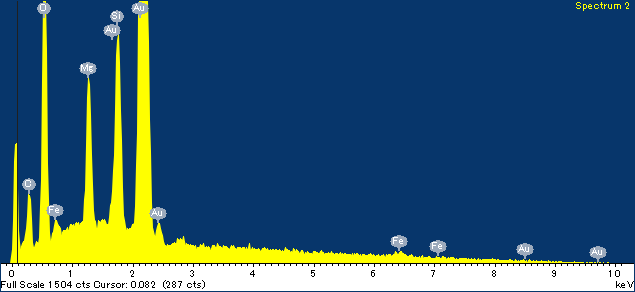 Spectrum 2
O
Si
Au
Au
Mg
C
Fe
Au
Fe
Fe
Au
Au
0 1 2 3 4 5 6 7 8 9 10
Full Scale 1504 cts Cursor: 0.082 (287 cts) keV